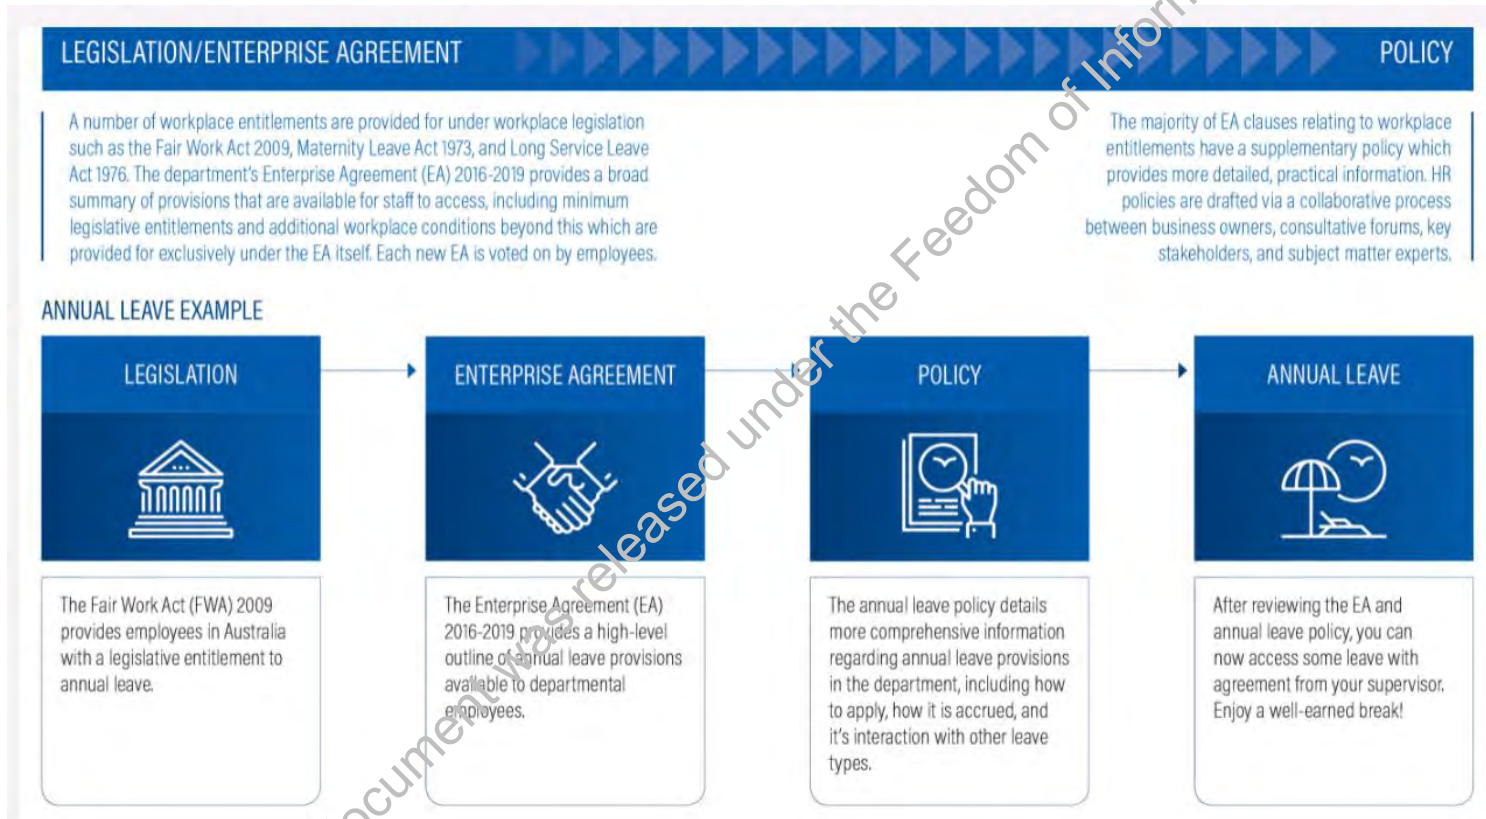 LEGISLATION/ENTERPRISE AGREEMENT
POLICY
A number of workplace entitlements are provided for under workplace legislation
such as the Fair Work Act 2009, Maternity Leave Act 1973, and Long Service Leave
Act 1976. The department's Enterprise Agreement (EA) 2016-2019 provides a broad
summary of provisions that are available for staff to access, including minimum
legislative entitlements and additional workplace conditions beyond this which are
provided for exclusively under the EA itself. Each new EA is voted on by employees.
The majority of EA clauses relating to workplace
entitlements have a supplementary policy which
provides more detailed, practical information. HR
policies are drafted via a collaborative process
between business owners, consultative forums, key
stakeholders, and subject matter experts.
ANNUAL LEAVE EXAMPLE
LEGISLATION
The Fair Work Act (FWA) 2009
provides employees in Australia
with a legislative entitlement to
annual leave.
ENTERPRISE AGREEMENT
The Enterprise Agreement (EA)
2016-2019 provides a high-level
outline of annual leave provisions
available to departmental
employees.
POLICY
The annual leave policy details
more comprehensive information
regarding annual leave provisions
in the department, including how
to apply, how it is accrued, and
it's interaction with other leave
types.
ANNUAL LEAVE
After reviewing the EA and
annual leave policy, you can
now access some leave with
agreement from your supervisor.
Enjoy a well-earned break!
ocument was released under the Feedom of Inform